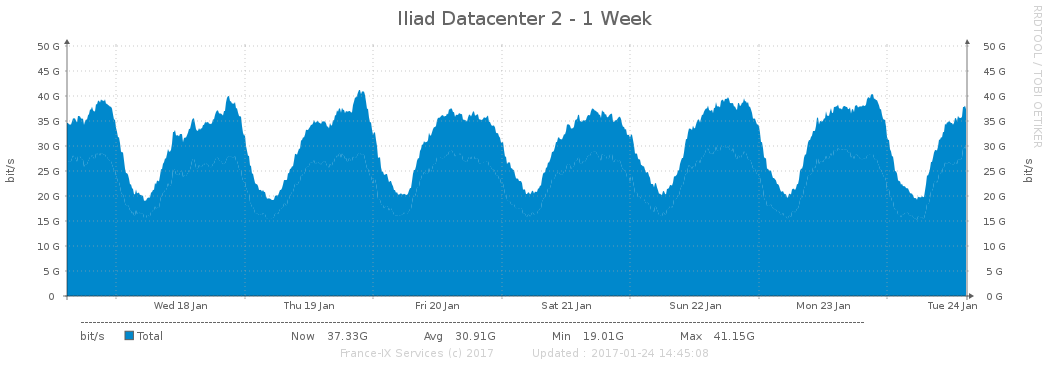 Iliad Datacenter 2 - 1 Week
RRDTOOL / TOBI OETIKER
50 G 50 G
45 G 45 G
40 G 40 G
35 G 35 G
30 G 30 G
25 G 25 G
20 G 20 G
15 G 15 G
10 G 10 G
5 G 5 G
0 0 G
bit/s bit/s
Wed 18 Jan Thu 19 Jan Fri 20 Jan Sat 21 Jan Sun 22 Jan Mon 23 Jan Tue 24 Jan
bit/s Total Now 37.33G Avg 30.91G Min 19.01G Max 41.15G
France-IX Services (c) 2017 Updated : 2017-01-24 14:45:08